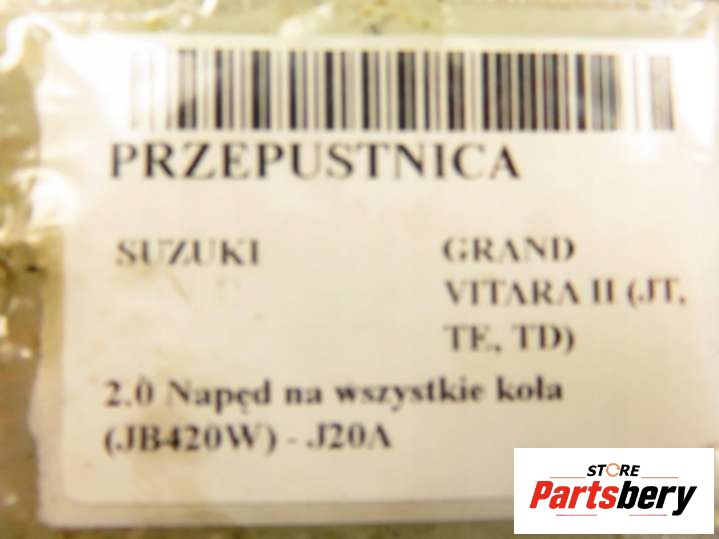 PRZEPUSTNICA
SUZUKI
GRAND
VITARA II (JT,
TE, TD)
2.0 Napęd na wszystkie koła
(JB420W) - J20A
STORE
Partsbery